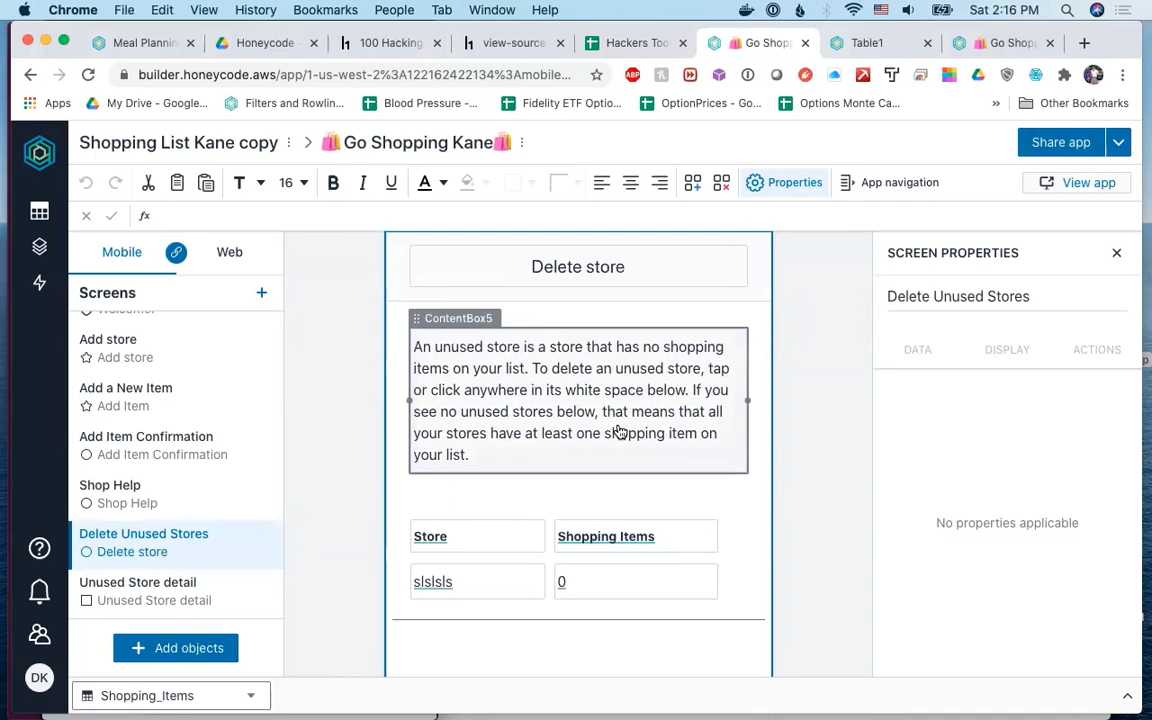 Chrome File Edit View History Bookmarks People Tab Window Help Sat 2:16 PM
Meal Plannin Honeycode - 100 Hacking view-source Hackers Too Go Shopp Table1 Go Shopp
builder.honeycode.aws/app/1-us-west-2%3A122162422134%3Amobile...
Apps My Drive - Google... Filters and Rowlin... Blood Pressure -... Fidelity ETF Optio... OptionPrices - Go... Options Monte Ca... » Other Bookmarks
Shopping List Kane copy > Go Shopping Kane Share app
T 16 B I U A Properties App navigation View app
fx
Mobile Web
Screens
Add store
Add store
Add a New Item
Add Item
Add Item Confirmation
Add Item Confirmation
Shop Help
Shop Help
Delete Unused Stores
Delete store
Unused Store detail
Unused Store detail
Add objects
DK
Shopping_Items
Delete store
ContentBox5
An unused store is a store that has no shopping
items on your list. To delete an unused store, tap
or click anywhere in its white space below. If you
see no unused stores below, that means that all
your stores have at least one shopping item on
your list.
Store Shopping Items
slslsls 0
SCREEN PROPERTIES
Delete Unused Stores
DATA DISPLAY ACTIONS
No properties applicable